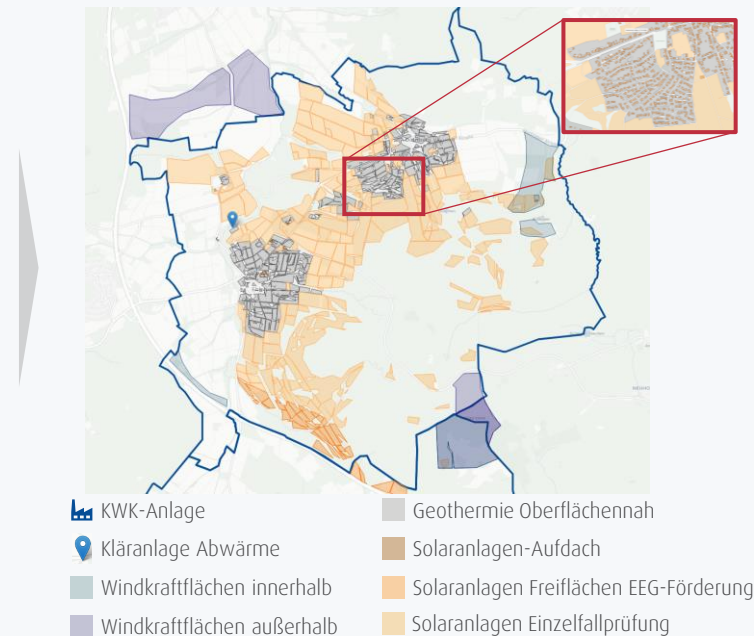 KWK-Anlage
Kläranlage Abwärme
Windkraftflächen innerhalb
Windkraftflächen außerhalb
Geothermie Oberflächennah
Solaranlagen-Aufdach
Solaranlagen Freiflächen EEG-Förderung
Solaranlagen Einzelfallprüfung